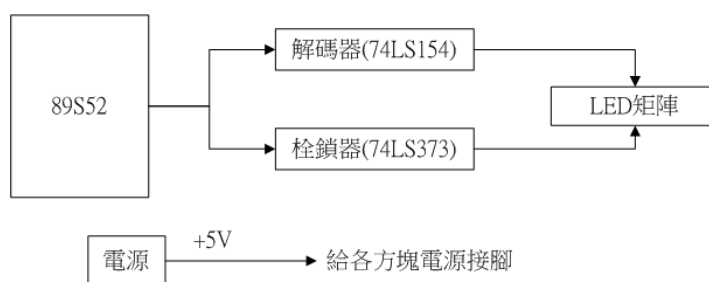 解碼器(74LS154)
89S52
LED矩陣
栓鎖器(74LS373)
+5V
電源
給各方塊電源接腳